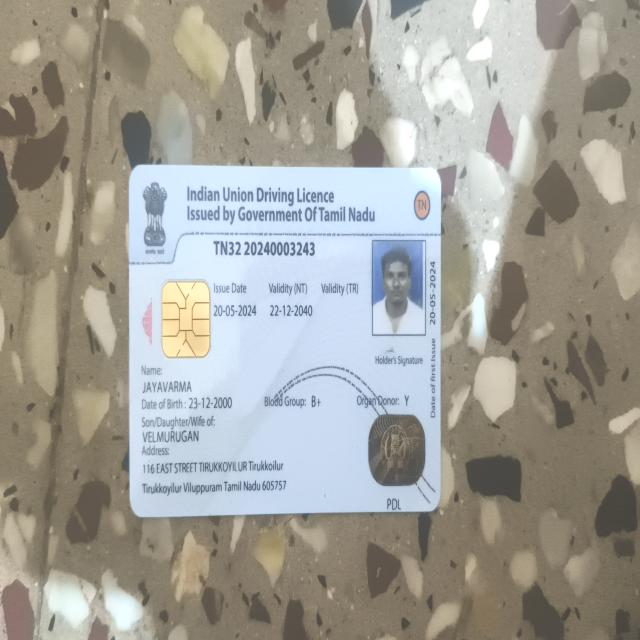 Indian Union Driving Licence
Issued by Government Of Tamil Nadu
TN
TN32 20240003243
Issue Date Validity (NT) Validity (TR)
20-05-2024 22-12-2040
Holder's Signature
Date of first Issue 20-05-2024
Name:
JAYAVARMA
Date of Birth : 23-12-2000 Blood Group: B+ Organ Donor: Y
Son/Daughter/Wife of:
VELMURUGAN
Address:
116 EAST STREET TIRUKKOYILUR Tirukkoilur
Tirukkoyilur Viluppuram Tamil Nadu 605757
PDL